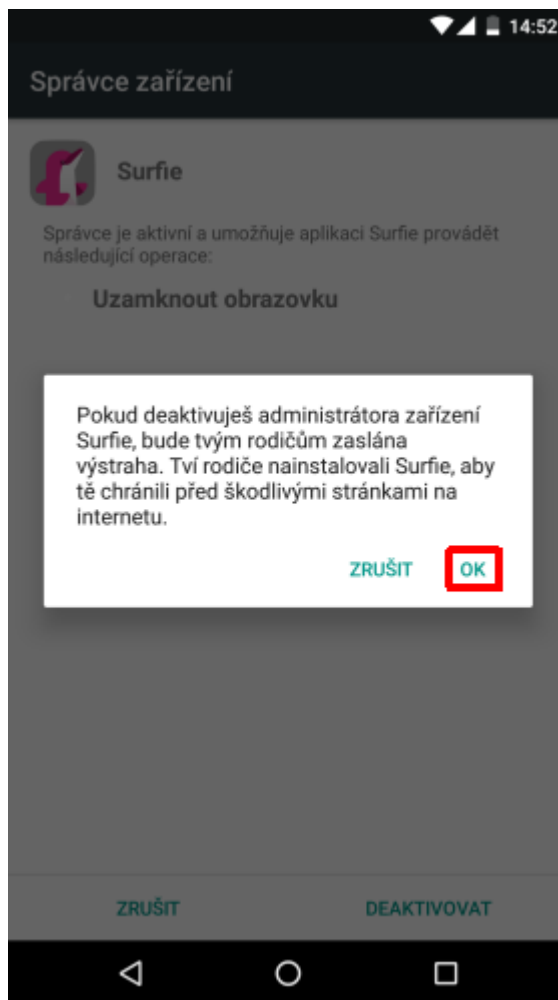 14:52
Správce zařízení
Surfie
Správce je aktivní a umožňuje aplikaci Surfie provádět
následující operace:
Uzamknout obrazovku
Pokud deaktivuješ administrátora zařízení
Surfie, bude tvým rodičům zaslána
výstraha. Tví rodiče nainstalovali Surfie, aby
tě chránili před škodlivými stránkami na
internetu.
ZRUŠIT OK
ZRUŠIT DEAKTIVOVAT